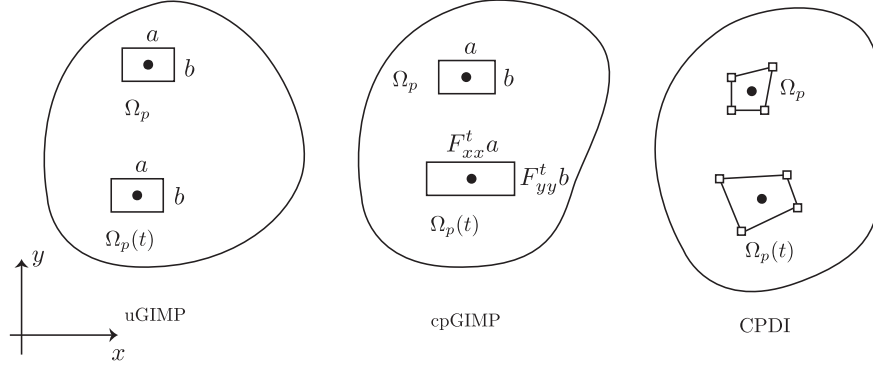 a
b
Ω_p
a
b
Ω_p(t)
uGIMP
y
x
a
Ω_p
b
F^t_{xx}a
F^t_{yy}b
Ω_p(t)
cpGIMP
Ω_p
Ω_p(t)
CPDI